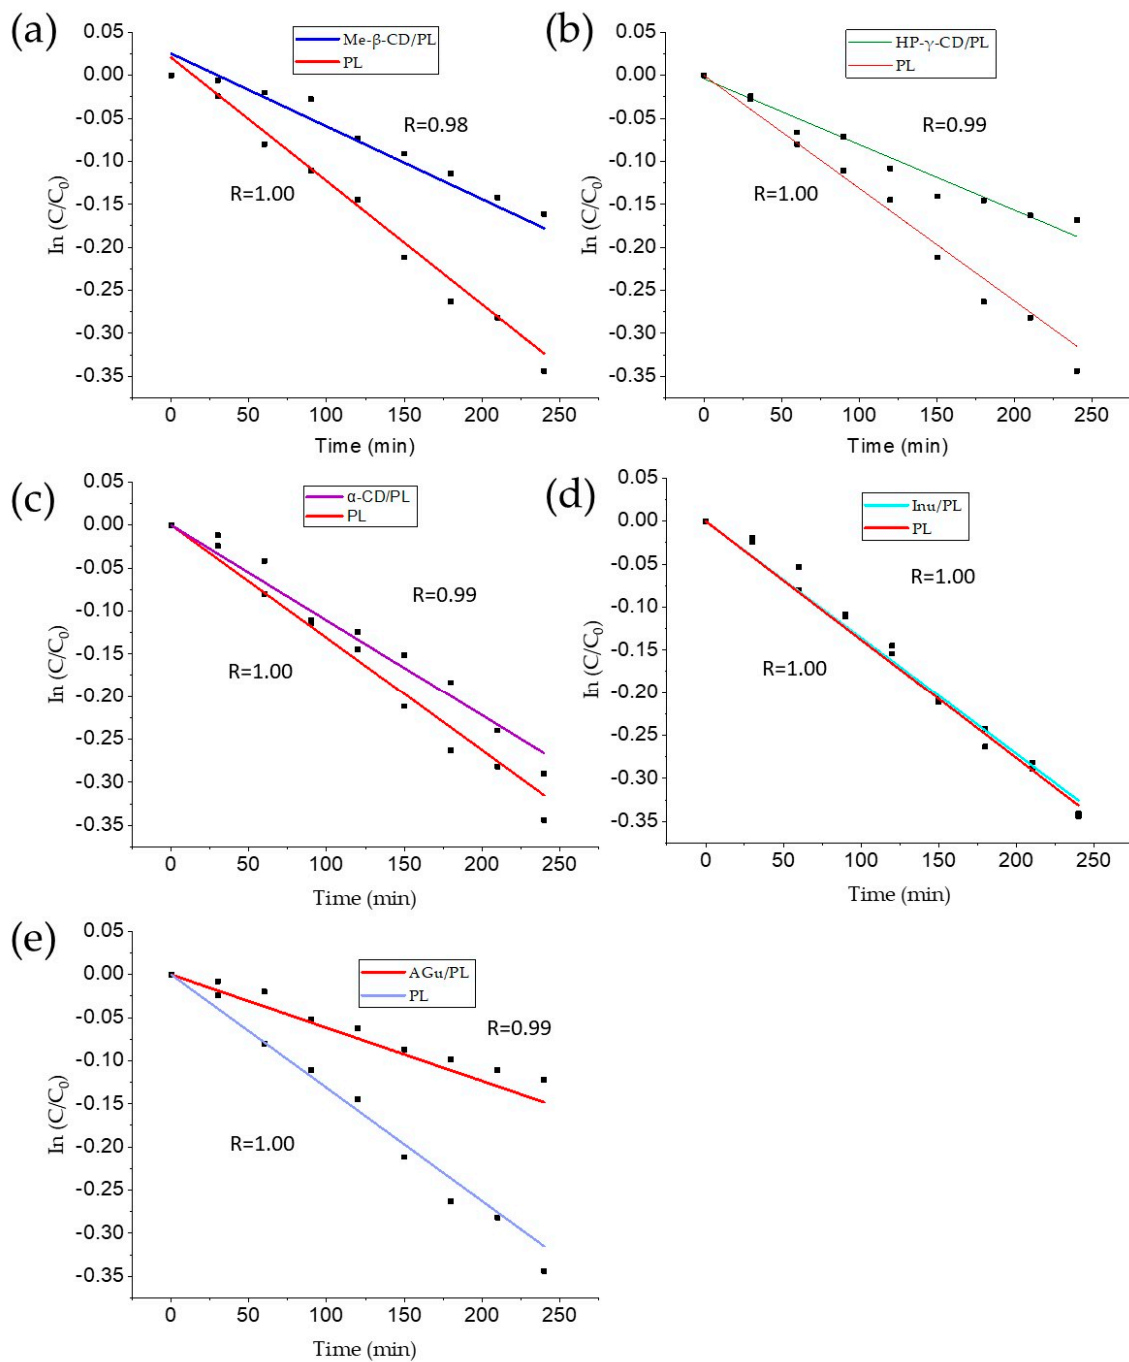 (a)
0.05
0.00
-0.05
-0.10
-0.15
-0.20
-0.25
-0.30
-0.35
ln (C/C0)
Me-β-CD/PL
PL
R=0.98
R=1.00
0 50 100 150 200 250
Time (min)
(b)
0.05
0.00
-0.05
-0.10
-0.15
-0.20
-0.25
-0.30
-0.35
ln (C/C0)
HP-γ-CD/PL
PL
R=0.99
R=1.00
0 50 100 150 200 250
Time (min)
(c)
0.05
0.00
-0.05
-0.10
-0.15
-0.20
-0.25
-0.30
-0.35
ln (C/C0)
α-CD/PL
PL
R=0.99
R=1.00
0 50 100 150 200 250
Time (min)
(d)
0.05
0.00
-0.05
-0.10
-0.15
-0.20
-0.25
-0.30
-0.35
ln (C/C0)
Inu/PL
PL
R=1.00
R=1.00
0 50 100 150 200 250
Time (min)
(e)
0.05
0.00
-0.05
-0.10
-0.15
-0.20
-0.25
-0.30
-0.35
ln (C/C0)
AGu/PL
PL
R=0.99
R=1.00
0 50 100 150 200 250
Time (min)